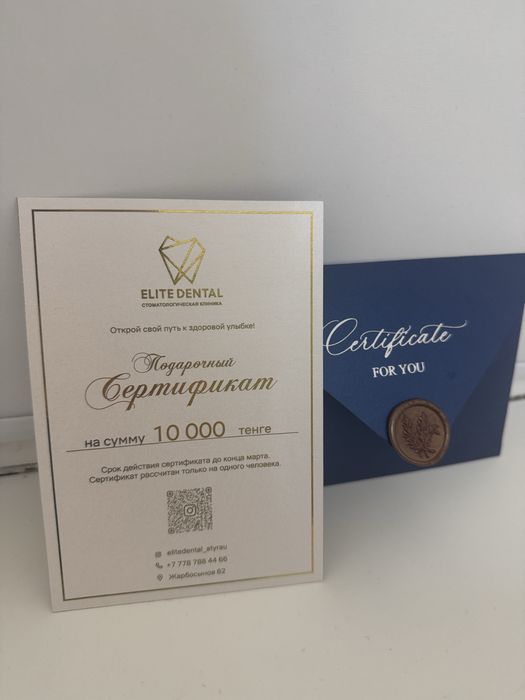 ELITE DENTAL
СТОМАТОЛОГИЧЕСКАЯ КЛИНИКА
Открой свой путь к здоровой улыбке!
Подарочный
Сертификат
на сумму 10 000 тенге
Срок действия сертификата до конца марта.
Сертификат рассчитан только на одного человека.
elitedental_atyrau
+7 778 786 44 66
Жарбосынов 62
Certificate
FOR YOU